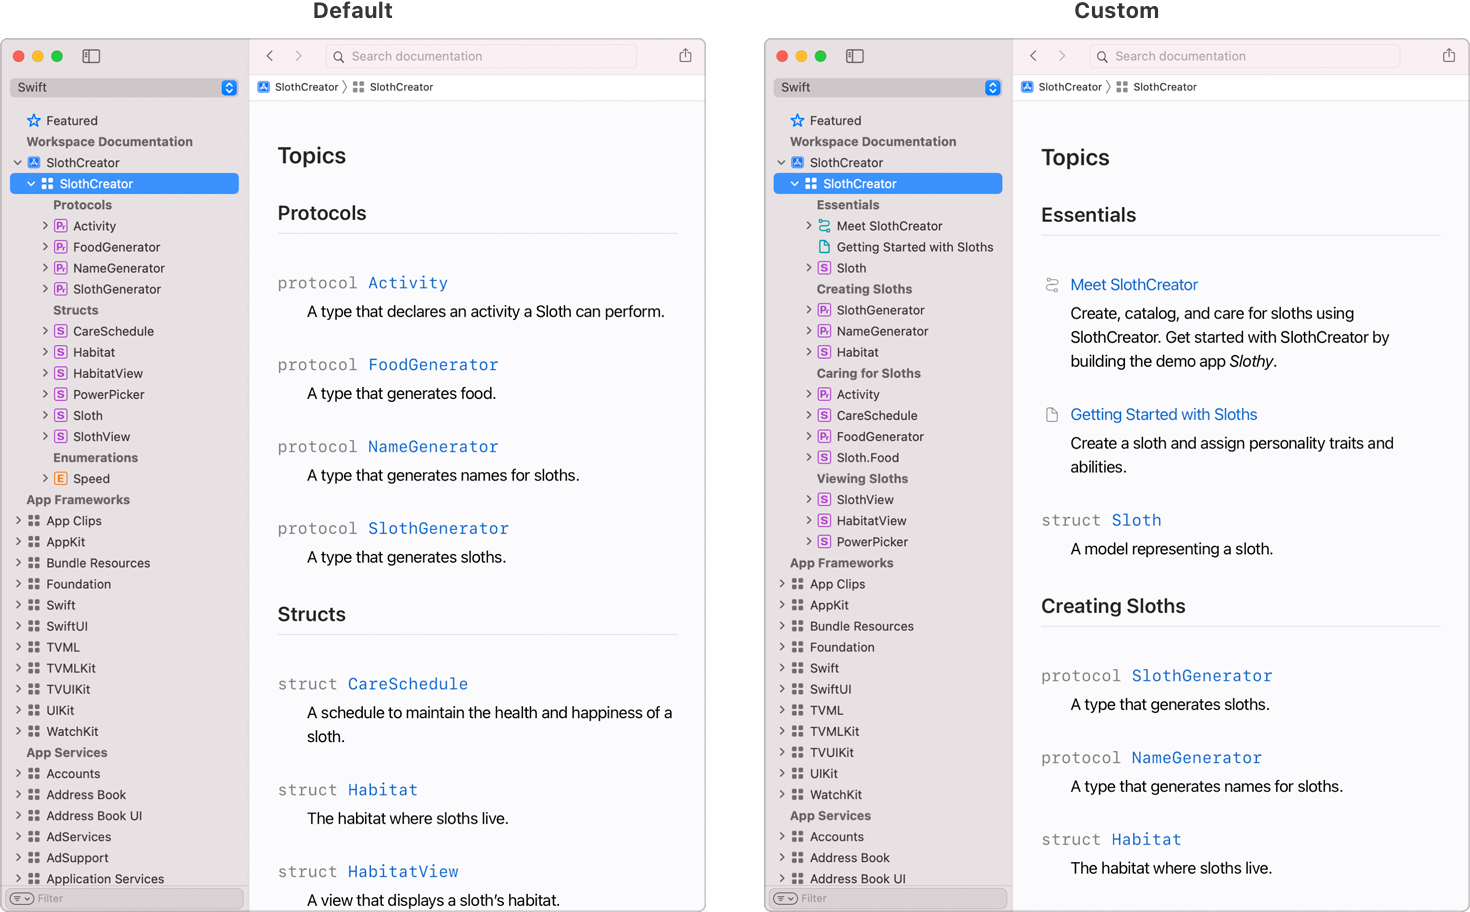 Default
Search documentation
Swift
SlothCreator
SlothCreator
Featured
Workspace Documentation
SlothCreator
SlothCreator
Protocols
Activity
FoodGenerator
NameGenerator
SlothGenerator
Structs
CareSchedule
Habitat
HabitatView
PowerPicker
Sloth
SlothView
Enumerations
Speed
App Frameworks
App Clips
AppKit
Bundle Resources
Foundation
Swift
SwiftUI
TVML
TVMLKit
TVUIKit
UIKit
WatchKit
App Services
Accounts
Address Book
Address Book UI
AdServices
AdSupport
Application Services
Filter
Topics
Protocols
protocol Activity
A type that declares an activity a Sloth can perform.
protocol FoodGenerator
A type that generates food.
protocol NameGenerator
A type that generates names for sloths.
protocol SlothGenerator
A type that generates sloths.
Structs
struct CareSchedule
A schedule to maintain the health and happiness of a
sloth.
struct Habitat
The habitat where sloths live.
struct HabitatView
A view that displays a sloth's habitat.
Custom
Search documentation
Swift
SlothCreator
SlothCreator
Featured
Workspace Documentation
SlothCreator
SlothCreator
Essentials
Meet SlothCreator
Getting Started with Sloths
Sloth
Creating Sloths
SlothGenerator
NameGenerator
Habitat
Caring for Sloths
Activity
CareSchedule
FoodGenerator
Sloth.Food
Viewing Sloths
SlothView
HabitatView
PowerPicker
App Frameworks
App Clips
AppKit
Bundle Resources
Foundation
Swift
SwiftUI
TVML
TVMLKit
TVUIKit
UIKit
WatchKit
App Services
Accounts
Address Book
Address Book UI
Filter
Topics
Essentials
Meet SlothCreator
Create, catalog, and care for sloths using
SlothCreator. Get started with SlothCreator by
building the demo app Slothy.
Getting Started with Sloths
Create a sloth and assign personality traits and
abilities.
struct Sloth
A model representing a sloth.
Creating Sloths
protocol SlothGenerator
A type that generates sloths.
protocol NameGenerator
A type that generates names for sloths.
struct Habitat
The habitat where sloths live.